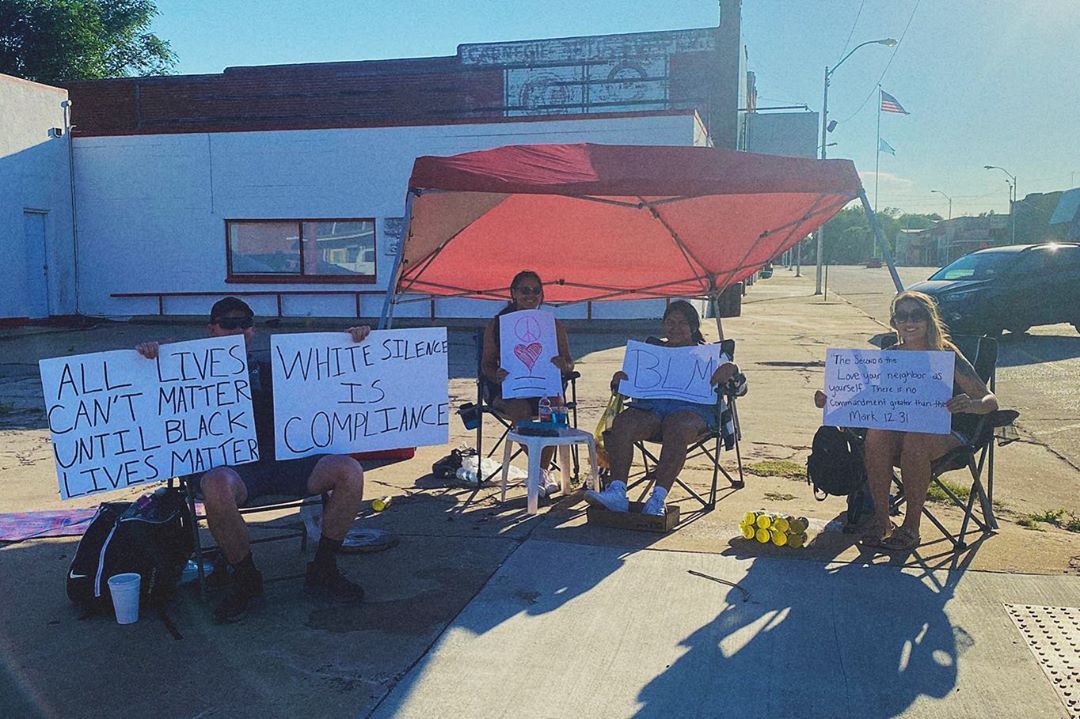 CARNEGIE
ALL LIVES
CAN'T MATTER
UNTIL BLACK
LIVES MATTER
WHITE SILENCE
IS
COMPLIANCE
=
BLM
The Second is this
Love your neighbor as
yourself. There is no
Commandment greater than these
Mark 12 31